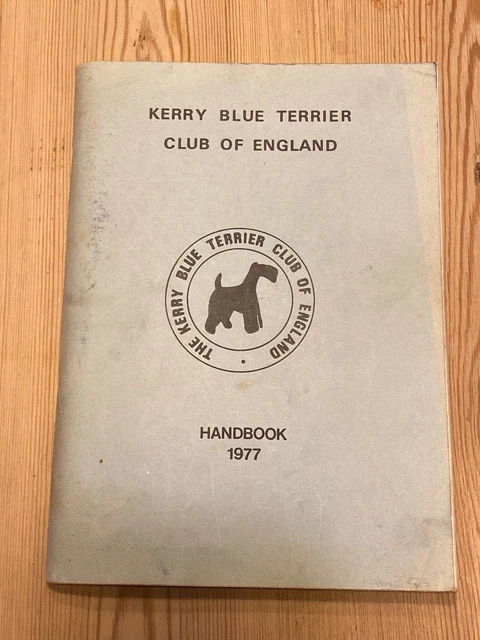 KERRY BLUE TERRIER
CLUB OF ENGLAND
THE KERRY BLUE TERRIER CLUB OF ENGLAND
HANDBOOK
1977